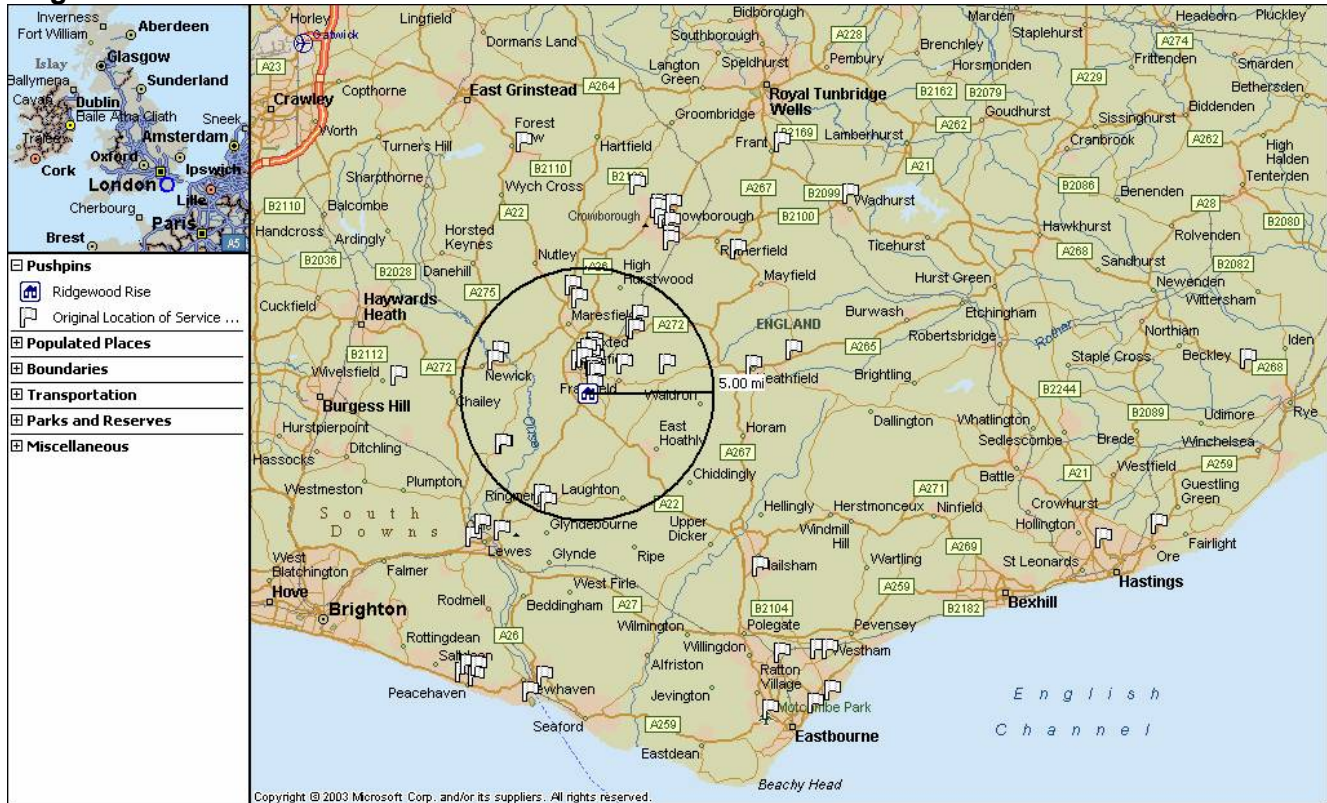 Inverness
Aberdeen
Fort William
Glasgow
Islay
Sunderland
Ballymena
Cavan
Dublin
Baile Atha Cliath
Sneek
Tralee
Amsterdam
Oxford
Ipswich
Cork
London
Lille
Cherbourg
Paris
Brest
A5
Pushpins
Ridgewood Rise
Original Location of Service ...
Populated Places
Boundaries
Transportation
Parks and Reserves
Miscellaneous
Horley
Lingfield
Bidborough
Marden
Staplehurst
Headcorn
Pluckley
Gatwick
Dormans Land
Southborough
A228
Brenchley
A274
Frittenden
Smarden
A23
Speldhurst
Pembury
Horsmonden
Langton
Green
A229
Bethersden
Copthorne
East Grinstead
A264
Royal Tunbridge
Wells
B2162
B2079
Goudhurst
Biddenden
Crawley
Groombridge
A262
Sissinghurst
Worth
Forest
B2169
Lamberhurst
Cranbrook
A262
High
Halden
Turner's Hill
Hartfield
Frant
A21
Tenterden
Sharpthorne
B2110
Wych Cross
A267
B2099
B2086
Benenden
B2110
Balcombe
A22
Crowborough
Wadhurst
A28
B2080
Handcross
Ardingly
Horsted
Keynes
B2100
Ticehurst
Hawkhurst
A268
Rolvenden
B2036
B2028
Danehill
Nutley
A26
High
Hurstwood
Mayfield
Hurst Green
Sandhurst
B2082
Newenden
Wittersham
Cuckfield
Haywards
Heath
A275
Maresfield
A272
ENGLAND
Burwash
Etchingham
Robertsbridge
Rother
Northiam
Iden
B2112
A272
Newick
A265
Staple Cross
Beckley
A268
Wivelsfield
5.00 mi
Brightling
B2244
Burgess Hill
Chailey
Waldron
Rye
Hurstpierpoint
Ouse
East
Hoathly
Horam
Dallington
Whatlington
B2089
Udimore
Ditchling
Sedlescombe
Brede
Winchelsea
Hassocks
A267
Battle
Westfield
A259
Westmeston
Plumpton
Chiddingly
A21
Guestling
Green
Laughton
A22
A271
Crowhurst
South
Downs
Hellingly
Herstmonceux
Ninfield
Hollington
Glyndebourne
Upper
Dicker
Windmill
Hill
Fairlight
West
Blatchington
Falmer
Lewes
Glynde
Ripe
Wartling
A269
St Leonards
Ore
Hove
West Firle
A259
Hastings
Brighton
Rodmell
Beddingham
A27
B2104
B2182
Bexhill
Rottingdean
A26
Wilmington
Polegate
Pevensey
Willingdon
Westham
Alfriston
Ratton
Village
Peacehaven
Jevington
Seaford
A259
Eastbourne
English
Channel
Eastdean
Beachy Head
Copyright © 2003 Microsoft Corp. and/or its suppliers. All rights reserved.